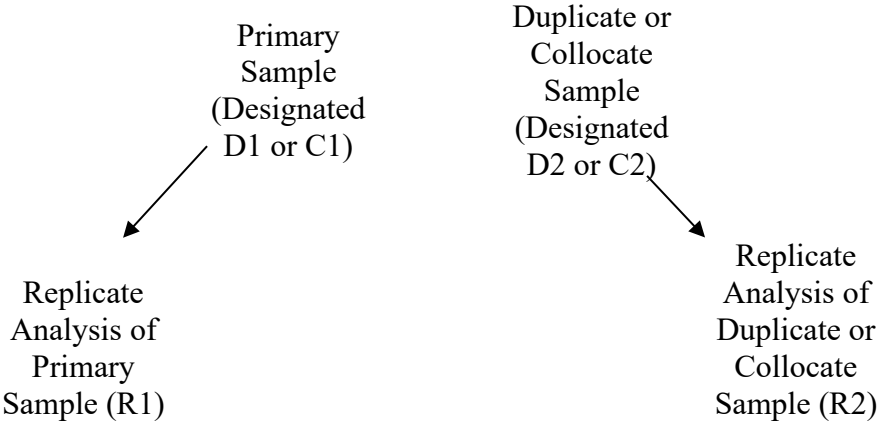 Primary
Sample
(Designated
D1 or C1)
Duplicate or
Collocate
Sample
(Designated
D2 or C2)
Replicate
Analysis of
Primary
Sample (R1)
Replicate
Analysis of
Duplicate or
Collocate
Sample (R2)